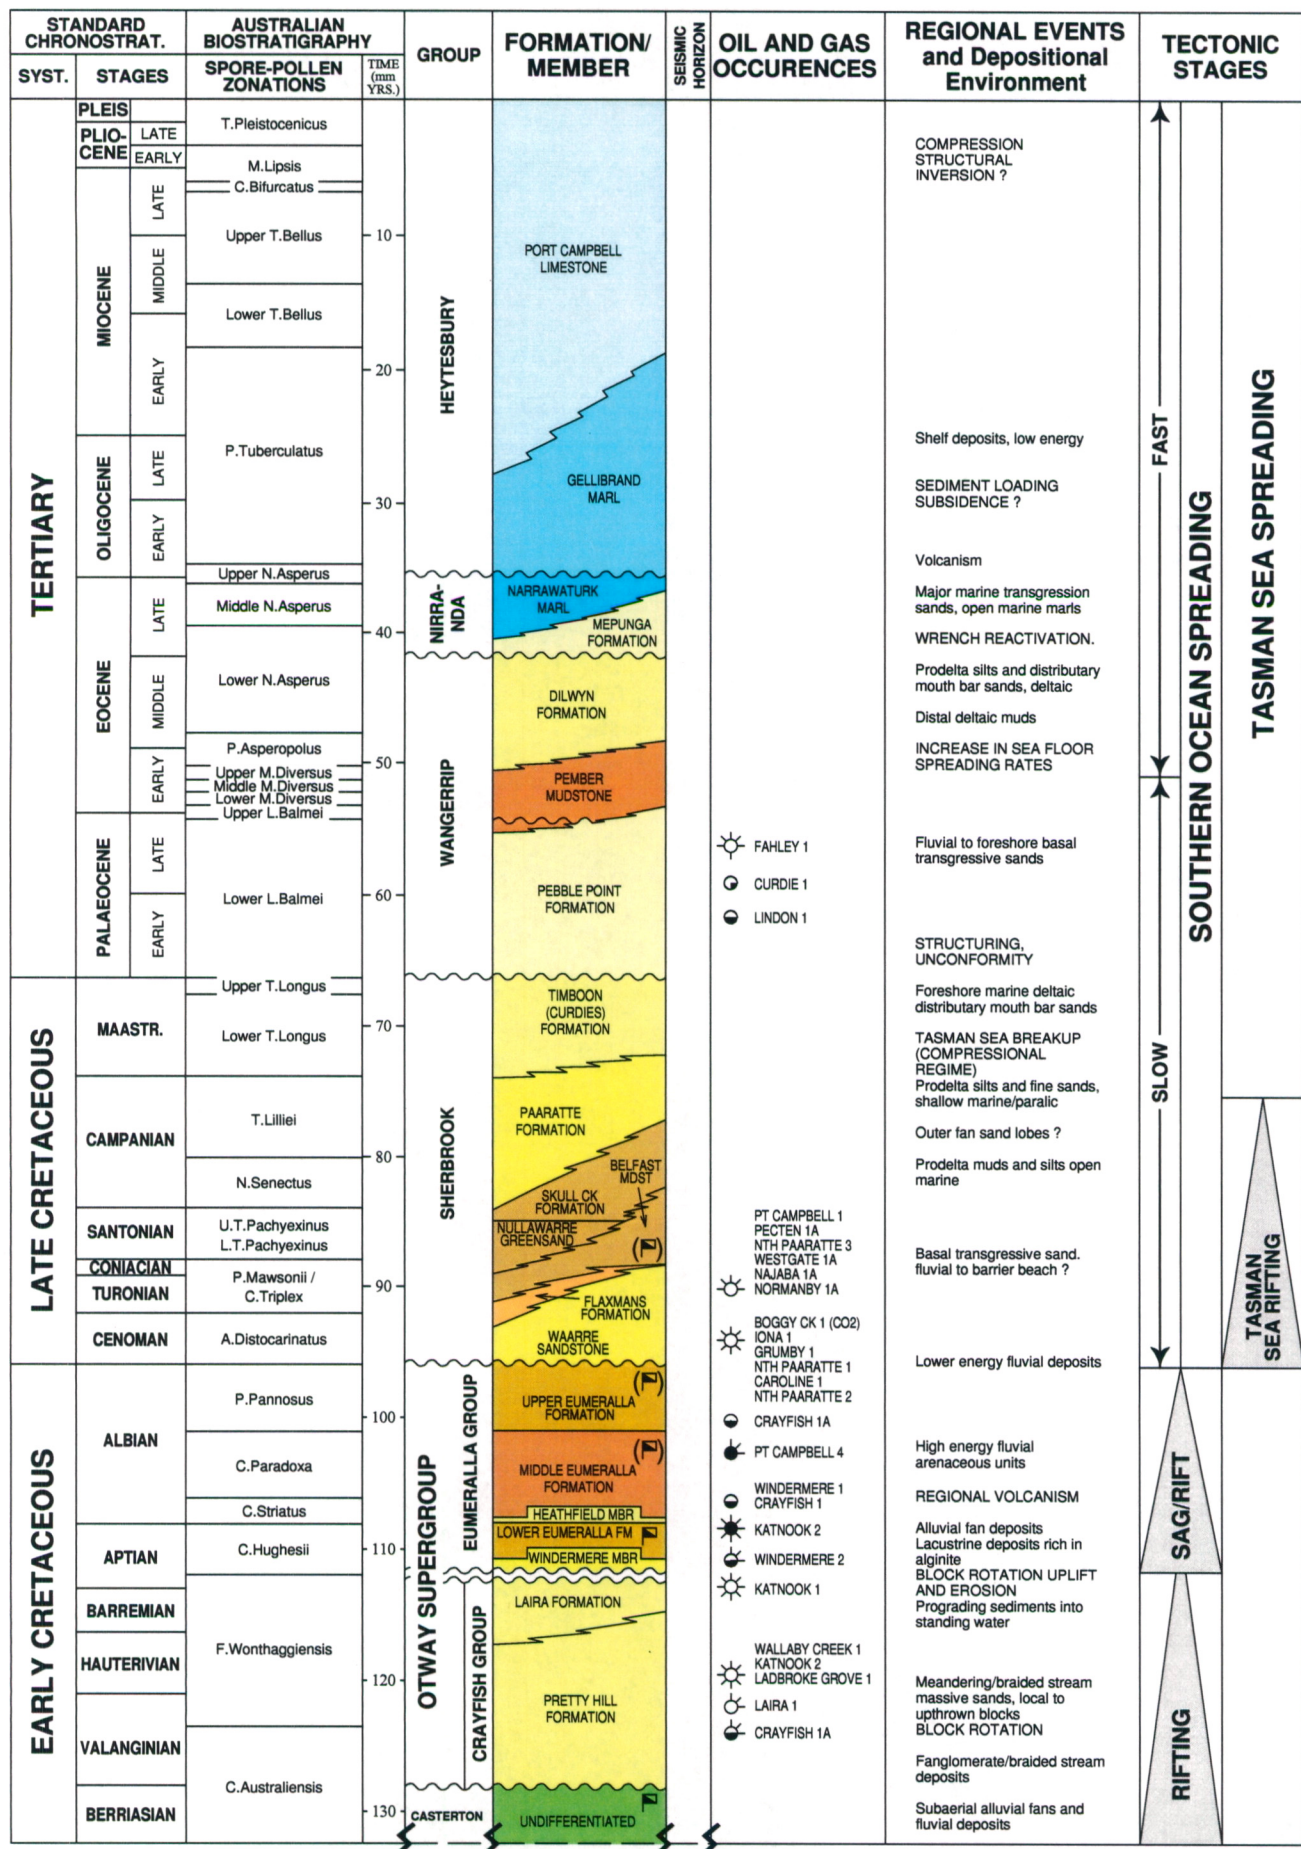 STANDARD
CHRONOSTRAT.
AUSTRALIAN
BIOSTRATIGRAPHY
GROUP
FORMATION/
MEMBER
SEISMIC
HORIZON
OIL AND GAS
OCCURENCES
REGIONAL EVENTS
and Depositional
Environment
TECTONIC
STAGES
SYST.
STAGES
SPORE-POLLEN
ZONATIONS
TIME
(mm
YRS.)
TERTIARY
LATE CRETACEOUS
EARLY CRETACEOUS
PLEIS
PLIO-
CENE
LATE
EARLY
MIOCENE
LATE
MIDDLE
EARLY
OLIGOCENE
LATE
EARLY
EOCENE
LATE
MIDDLE
EARLY
PALAEOCENE
LATE
EARLY
MAASTR.
CAMPANIAN
SANTONIAN
CONIACIAN
TURONIAN
CENOMAN
ALBIAN
APTIAN
BARREMIAN
HAUTERIVIAN
VALANGINIAN
BERRIASIAN
T.Pleistocenicus
M.Lipsis
C.Bifurcatus
Upper T.Bellus
Lower T.Bellus
P.Tuberculatus
Upper N.Asperus
Middle N.Asperus
Lower N.Asperus
P.Asperopolus
Upper M.Diversus
Middle M.Diversus
Lower M.Diversus
Upper L.Balmei
Lower L.Balmei
Upper T.Longus
Lower T.Longus
T.Lilliei
N.Senectus
U.T.Pachyexinus
L.T.Pachyexinus
P.Mawsonii /
C.Triplex
A.Distocarinatus
P.Pannosus
C.Paradoxa
C.Striatus
C.Hughesii
F.Wonthaggiensis
C.Australiensis
10
20
30
40
50
60
70
80
90
100
110
120
130
HEYTESBURY
NIRRA-
NDA
WANGERRIP
SHERBROOK
OTWAY SUPERGROUP
EUMERALLA GROUP
CRAYFISH GROUP
CASTERTON
PORT CAMPBELL
LIMESTONE
GELLIBRAND
MARL
NARRAWATURK
MARL
MEPUNGA
FORMATION
DILWYN
FORMATION
PEMBER
MUDSTONE
PEBBLE POINT
FORMATION
TIMBOON
(CURDIES)
FORMATION
PAARATTE
FORMATION
BELFAST
MDST
SKULL CK
FORMATION
NULLAWARRE
GREENSAND
FLAXMANS
FORMATION
WAARRE
SANDSTONE
UPPER EUMERALLA
FORMATION
MIDDLE EUMERALLA
FORMATION
HEATHFIELD MBR
LOWER EUMERALLA FM
WINDERMERE MBR
LAIRA FORMATION
PRETTY HILL
FORMATION
UNDIFFERENTIATED
FAHLEY 1
CURDIE 1
LINDON 1
PT CAMPBELL 1
PECTEN 1A
NTH PAARATTE 3
WESTGATE 1A
NAJABA 1A
NORMANBY 1A
BOGGY CK 1 (CO2)
IONA 1
GRUMBY 1
NTH PAARATTE 1
CAROLINE 1
NTH PAARATTE 2
CRAYFISH 1A
PT CAMPBELL 4
WINDERMERE 1
CRAYFISH 1
KATNOOK 2
WINDERMERE 2
KATNOOK 1
WALLABY CREEK 1
KATNOOK 2
LADBROKE GROVE 1
LAIRA 1
CRAYFISH 1A
COMPRESSION
STRUCTURAL
INVERSION ?
Shelf deposits, low energy
SEDIMENT LOADING
SUBSIDENCE ?
Volcanism
Major marine transgression
sands, open marine marls
WRENCH REACTIVATION.
Prodelta silts and distributary
mouth bar sands, deltaic
Distal deltaic muds
INCREASE IN SEA FLOOR
SPREADING RATES
Fluvial to foreshore basal
transgressive sands
STRUCTURING,
UNCONFORMITY
Foreshore marine deltaic
distributary mouth bar sands
TASMAN SEA BREAKUP
(COMPRESSIONAL
REGIME)
Prodelta silts and fine sands,
shallow marine/paralic
Outer fan sand lobes ?
Prodelta muds and silts open
marine
Basal transgressive sand.
fluvial to barrier beach ?
Lower energy fluvial deposits
High energy fluvial
arenaceous units
REGIONAL VOLCANISM
Alluvial fan deposits
Lacustrine deposits rich in
alginite
BLOCK ROTATION UPLIFT
AND EROSION
Prograding sediments into
standing water
Meandering/braided stream
massive sands, local to
upthrown blocks
BLOCK ROTATION
Fanglomerate/braided stream
deposits
Subaerial alluvial fans and
fluvial deposits
FAST
SLOW
SOUTHERN OCEAN SPREADING
TASMAN SEA SPREADING
TASMAN
SEA RIFTING
SAG/RIFT
RIFTING